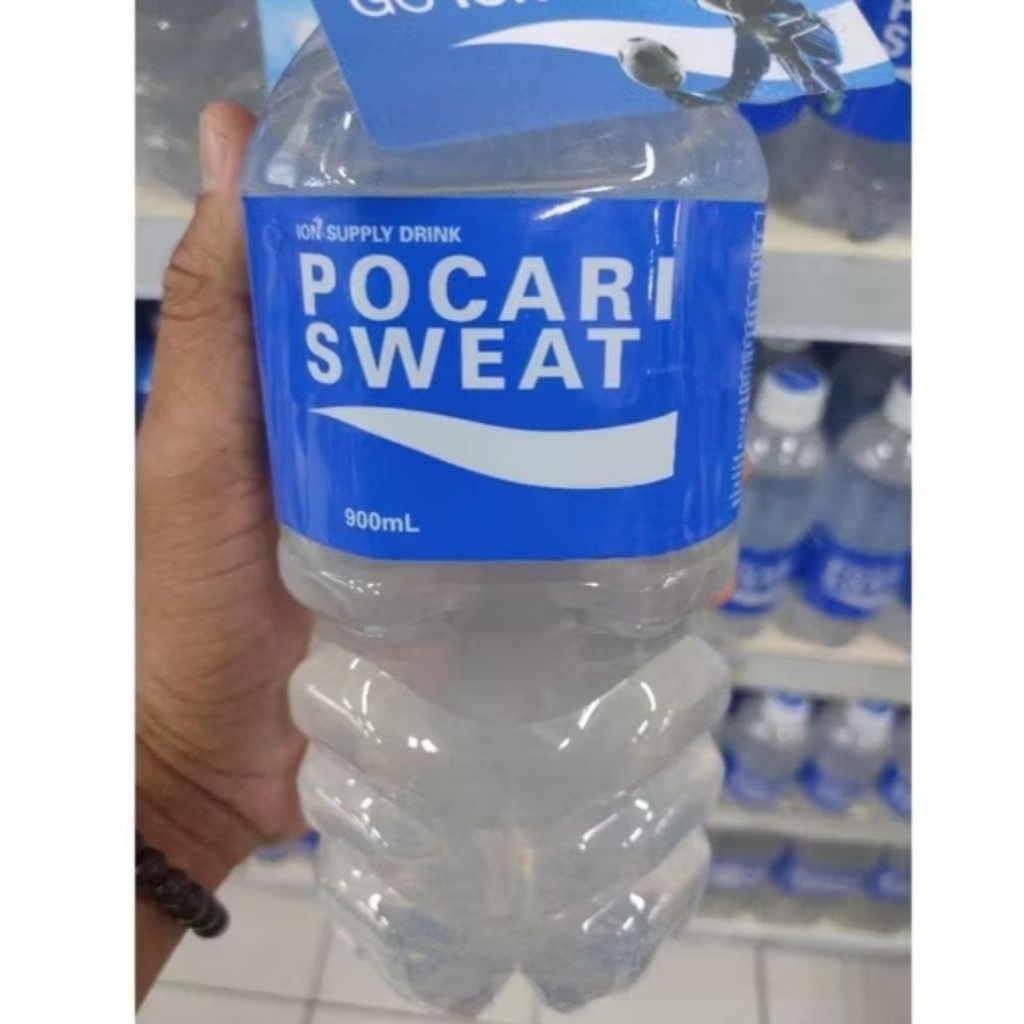 ION SUPPLY DRINK
POCARI
SWEAT
900mL